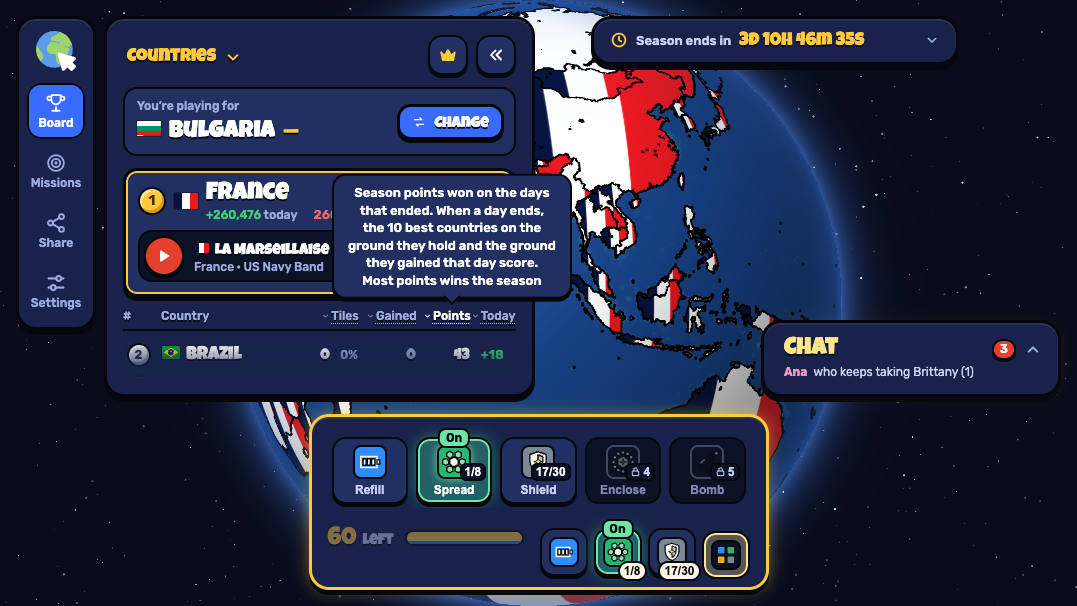 Board
Missions
Share
Settings
COUNTRIES
You're playing for
BULGARIA
CHANGE
1
FRANCE
+260,476 today
LA MARSEILLAISE
France • US Navy Band
Season points won on the days
that ended. When a day ends,
the 10 best countries on the
ground they hold and the ground
they gained that day score.
Most points wins the season
# Country Tiles Gained Points Today
2 BRAZIL 0 0% 0 43 +18
Season ends in 3D 10H 46m 35s
CHAT
3
Ana who keeps taking Brittany (1)
On
1/8
17/30
4
5
Refill
Spread
Shield
Enclose
Bomb
60 LEFT
On
1/8
17/30